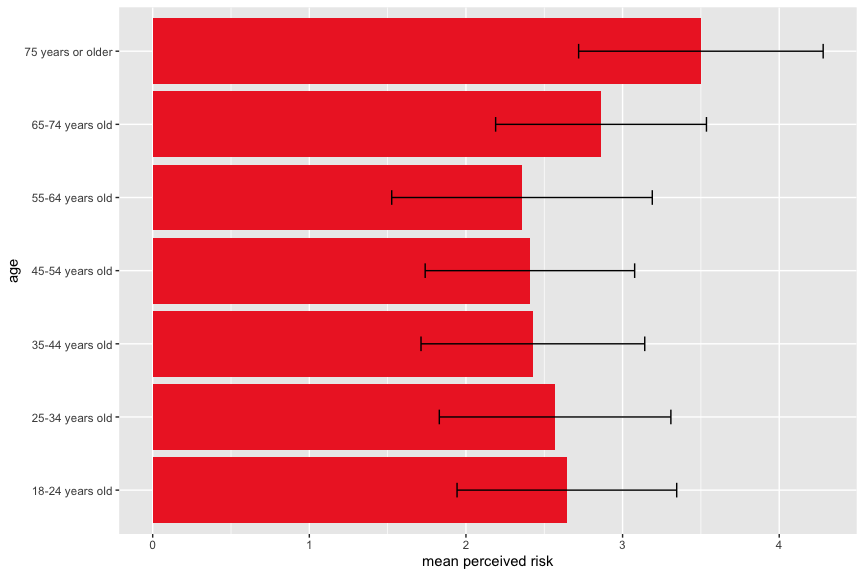 75 years or older
65-74 years old
55-64 years old
45-54 years old
35-44 years old
25-34 years old
18-24 years old
age
0 1 2 3 4
mean perceived risk